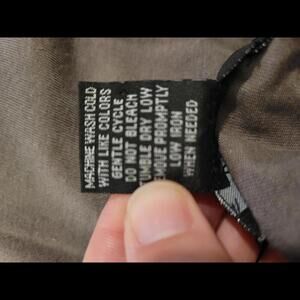 MACHINE WASH COLD
WITH LIKE COLORS
GENTLE CYCLE
DO NOT BLEACH
TUMBLE DRY LOW
REMOVE PROMPTLY
LOW IRON
WHEN NEEDED